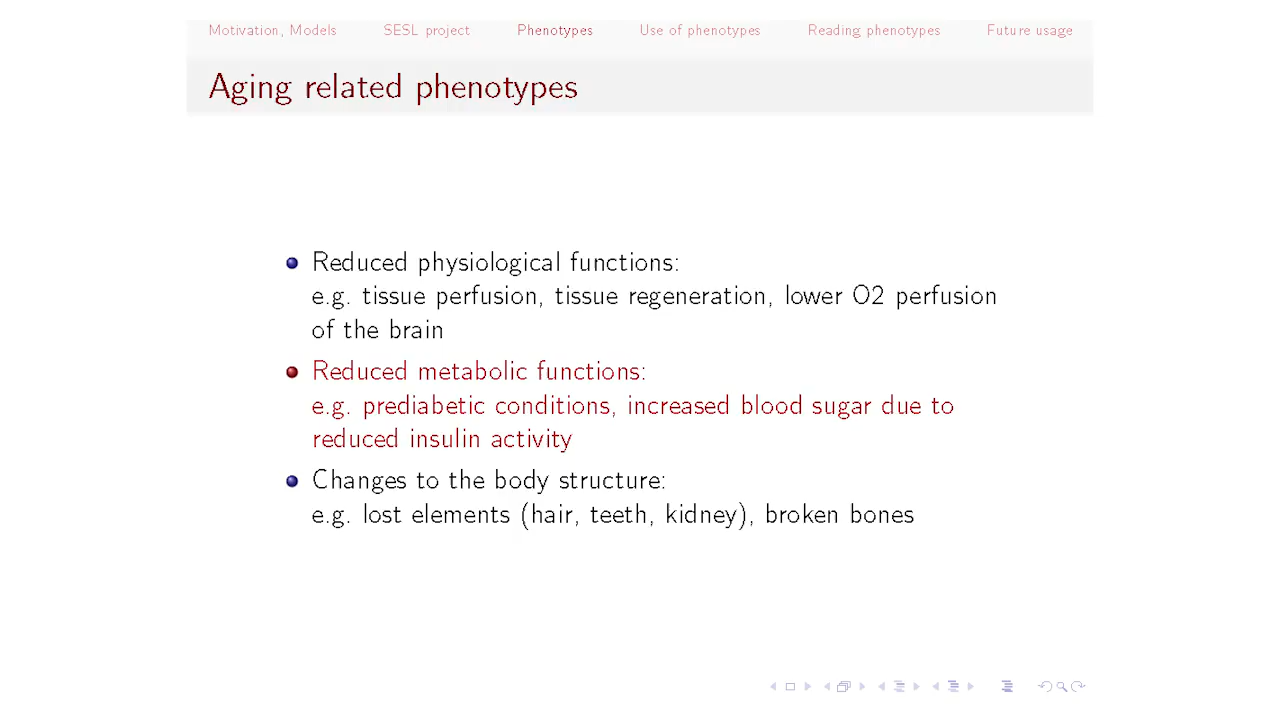 Motivation, Models SESL project Phenotypes Use of phenotypes Reading phenotypes Future usage
Aging related phenotypes
Reduced physiological functions:
e.g. tissue perfusion, tissue regeneration, lower O2 perfusion
of the brain
Reduced metabolic functions:
e.g. prediabetic conditions, increased blood sugar due to
reduced insulin activity
Changes to the body structure:
e.g. lost elements (hair, teeth, kidney), broken bones